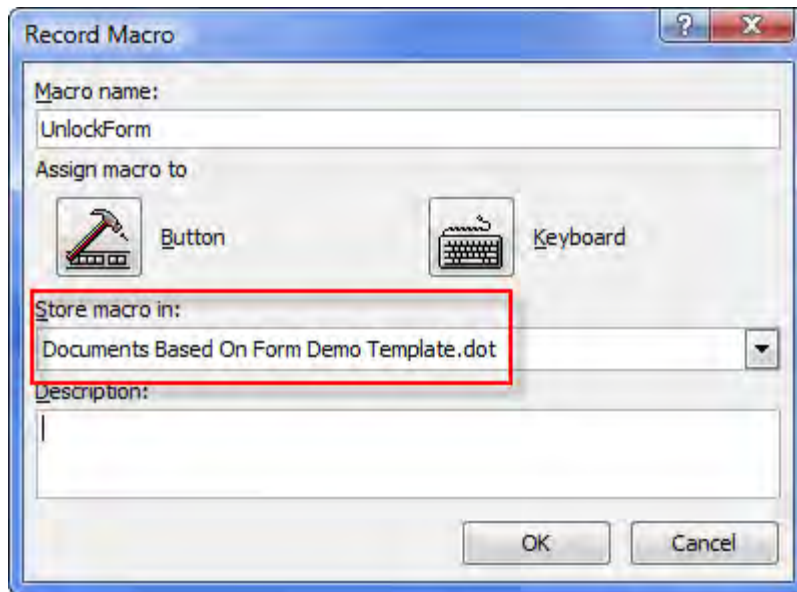 Record Macro
Macro name:
UnlockForm
Assign macro to
Button
Keyboard
Store macro in:
Documents Based On Form Demo Template.dot
Description:
OK
Cancel